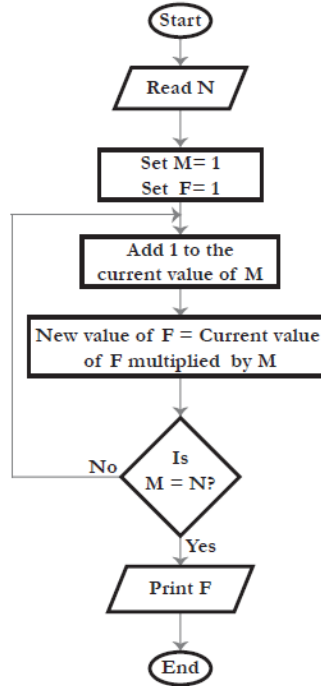 Start
Read N
Set M= 1
Set F= 1
Add 1 to the
current value of M
New value of F = Current value
of F multiplied by M
Is
M = N?
No
Yes
Print F
End